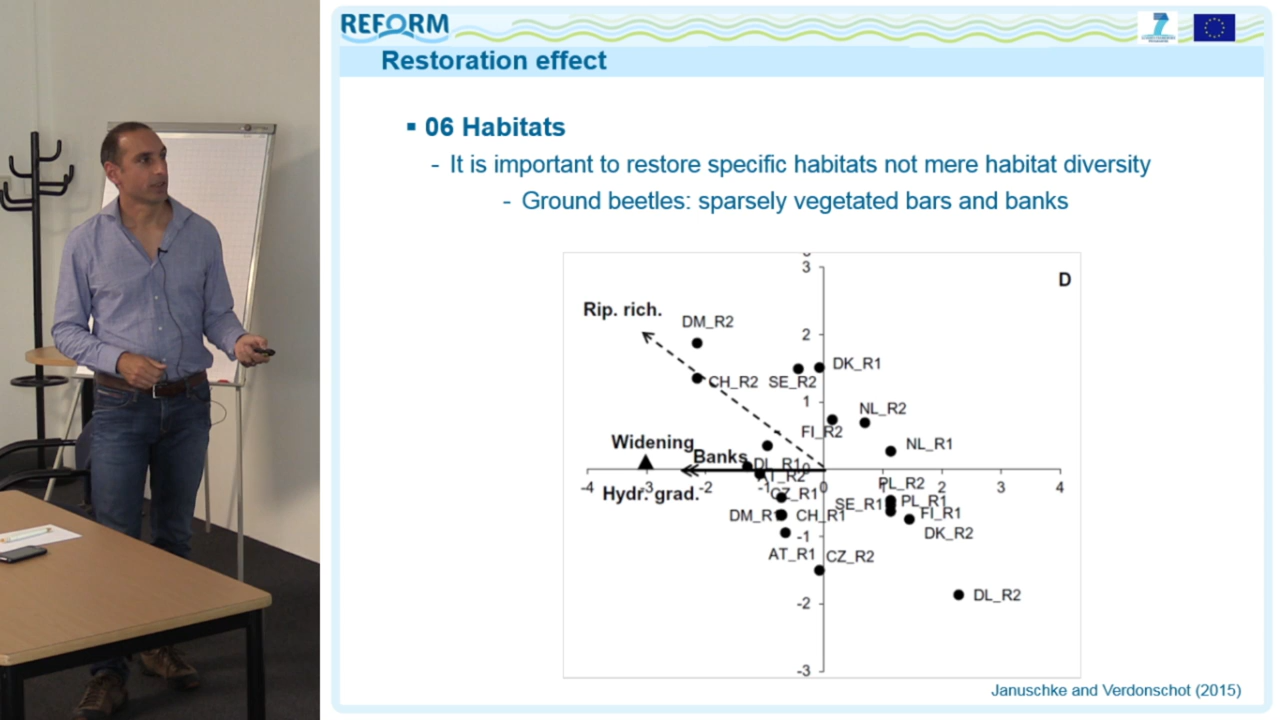 REFORM
7
Restoration effect
▪ 06 Habitats
- It is important to restore specific habitats not mere habitat diversity
- Ground beetles: sparsely vegetated bars and banks
3
D
Rip. rich.
DM_R2
2
DK_R1
CH_R2 SE_R2
1
NL_R2
FI_R2
NL_R1
Widening
Banks
DL_R1
0
AT_R2
-4 -3 -2 -1 0 1 2 3 4
Hydr. grad.
PL_R2
CZ_R1
SE_R1 PL_R1
DM_R1 CH_R1
FI_R1
-1
DK_R2
AT_R1 CZ_R2
-2
DL_R2
-3
Januschke and Verdonschot (2015)